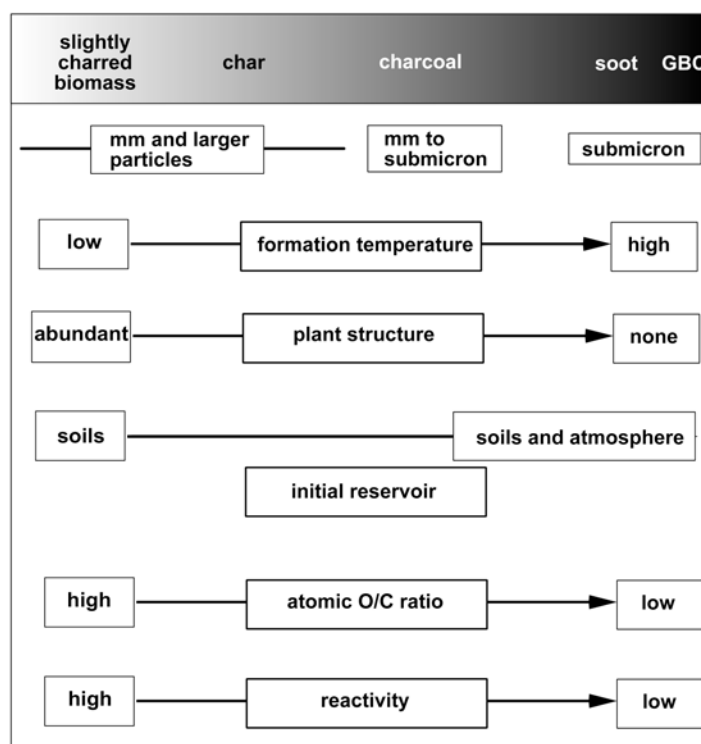 slightly
charred
biomass
char
charcoal
soot
GBC
mm and larger
particles
mm to
submicron
submicron
low
formation temperature
high
abundant
plant structure
none
soils
soils and atmosphere
initial reservoir
high
atomic O/C ratio
low
high
reactivity
low